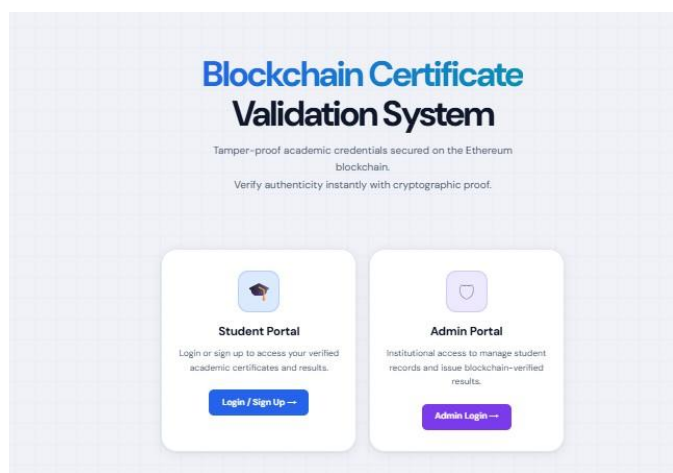 Blockchain Certificate
Validation System
Tamper-proof academic credentials secured on the Ethereum
blockchain.
Verify authenticity instantly with cryptographic proof.
Student Portal
Login or sign up to access your verified
academic certificates and results.
Login / Sign Up →
Admin Portal
Institutional access to manage student
records and issue blockchain-verified
results.
Admin Login →